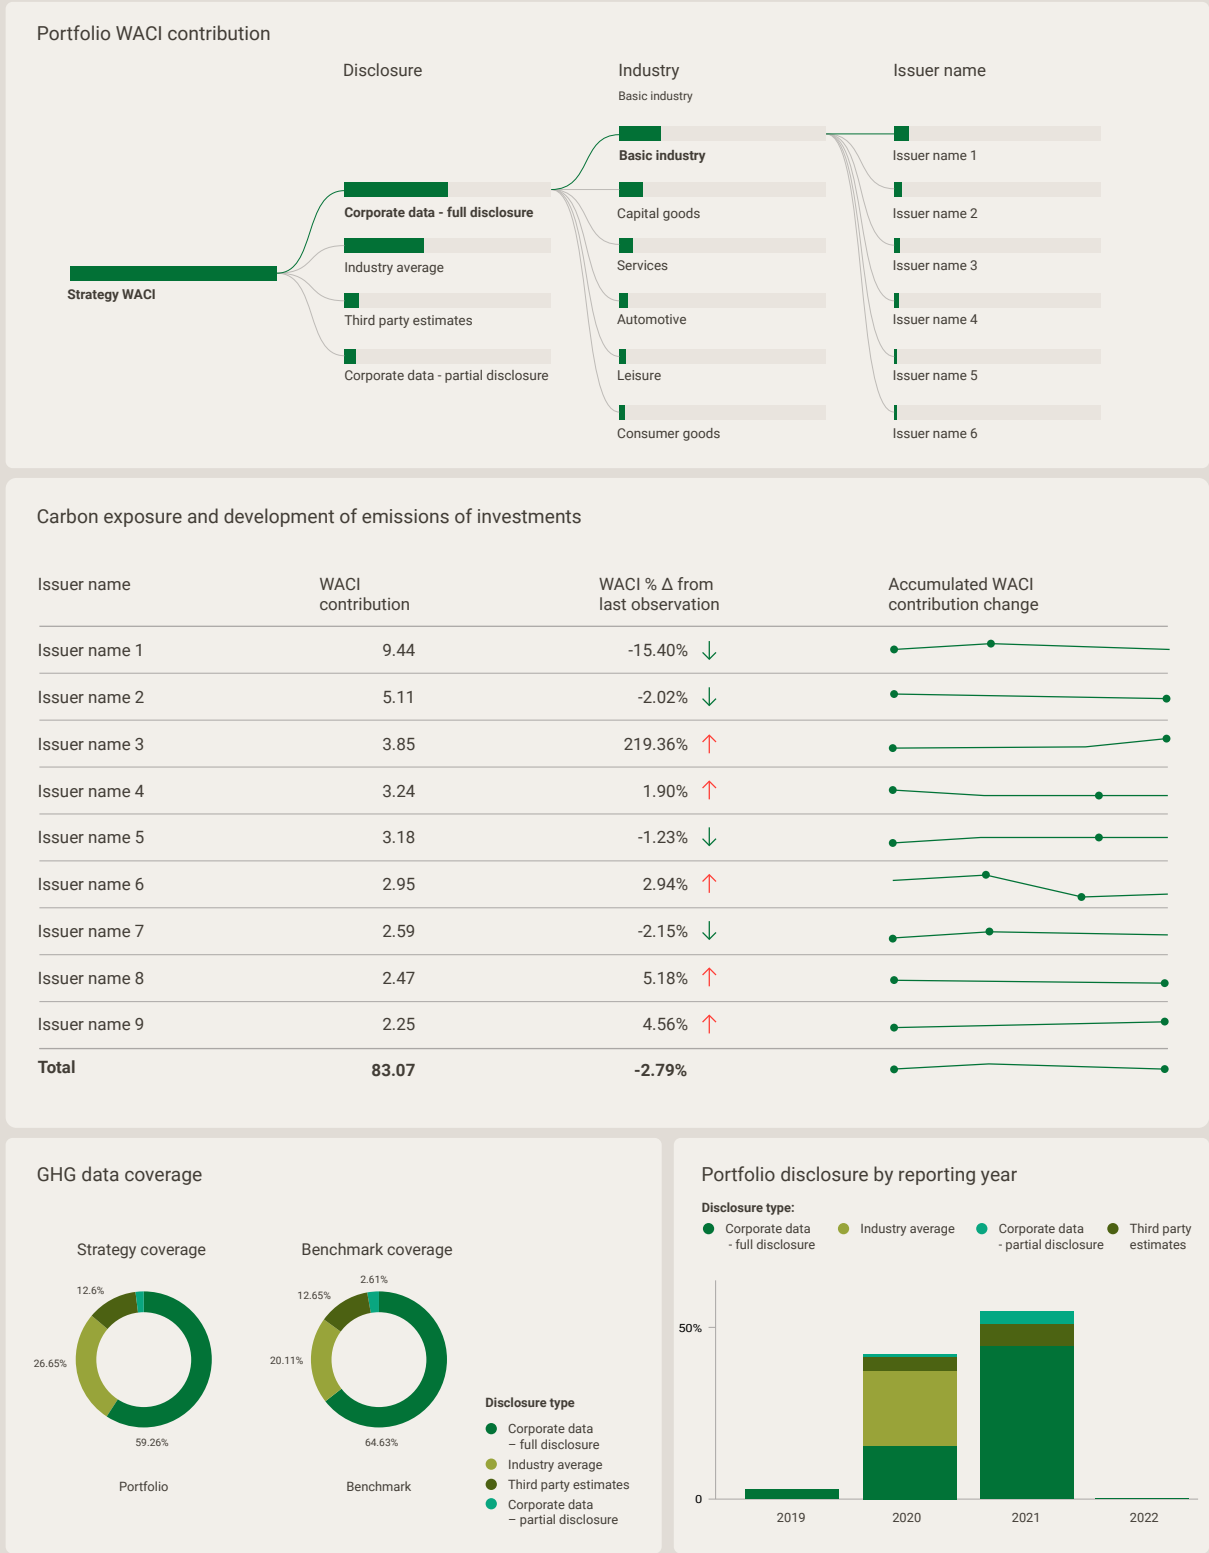 Portfolio WACI contribution
Disclosure
Industry
Issuer name
Basic industry
Strategy WACI
Corporate data - full disclosure
Industry average
Third party estimates
Corporate data - partial disclosure
Basic industry
Capital goods
Services
Automotive
Leisure
Consumer goods
Issuer name 1
Issuer name 2
Issuer name 3
Issuer name 4
Issuer name 5
Issuer name 6
Carbon exposure and development of emissions of investments
Issuer name
WACI
contribution
WACI % Δ from
last observation
Accumulated WACI
contribution change
Issuer name 1 9.44 -15.40%
Issuer name 2 5.11 -2.02%
Issuer name 3 3.85 219.36%
Issuer name 4 3.24 1.90%
Issuer name 5 3.18 -1.23%
Issuer name 6 2.95 2.94%
Issuer name 7 2.59 -2.15%
Issuer name 8 2.47 5.18%
Issuer name 9 2.25 4.56%
Total 83.07 -2.79%
GHG data coverage
Strategy coverage
12.6%
26.65%
59.26%
Portfolio
Benchmark coverage
2.61%
12.65%
20.11%
64.63%
Benchmark
Disclosure type
Corporate data
– full disclosure
Industry average
Third party estimates
Corporate data
– partial disclosure
Portfolio disclosure by reporting year
Disclosure type:
Corporate data
- full disclosure
Industry average
Corporate data
- partial disclosure
Third party
estimates
50%
0
2019
2020
2021
2022